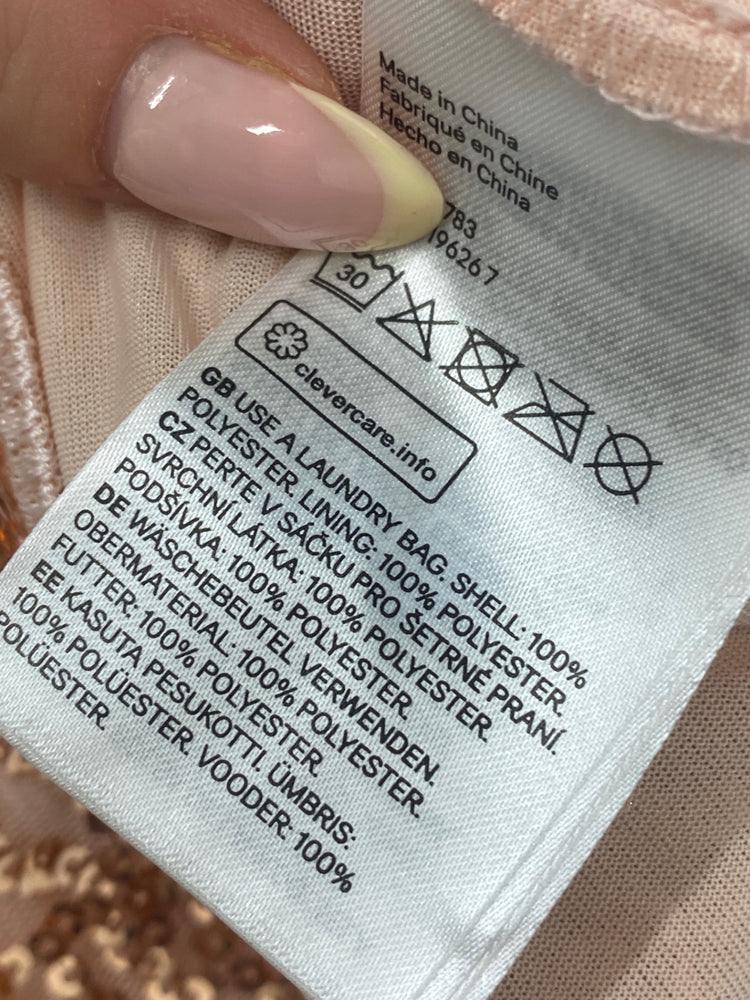 Made in China
Fabriqué en Chine
Hecho en China
783
196267
30
clevercare.info
GB USE A LAUNDRY BAG. SHELL: 100%
POLYESTER. LINING: 100% POLYESTER.
CZ PERTE V SÁČKU PRO ŠETRNÉ PRANÍ.
SVRCHNÍ LÁTKA: 100% POLYESTER.
PODŠÍVKA: 100% POLYESTER.
DE WÄSCHEBEUTEL VERWENDEN.
OBERMATERIAL: 100% POLYESTER.
FUTTER: 100% POLYESTER.
EE KASUTA PESUKOTTI. ÜMBRIS:
100% POLÜESTER. VOODER: 100%
POLÜESTER.